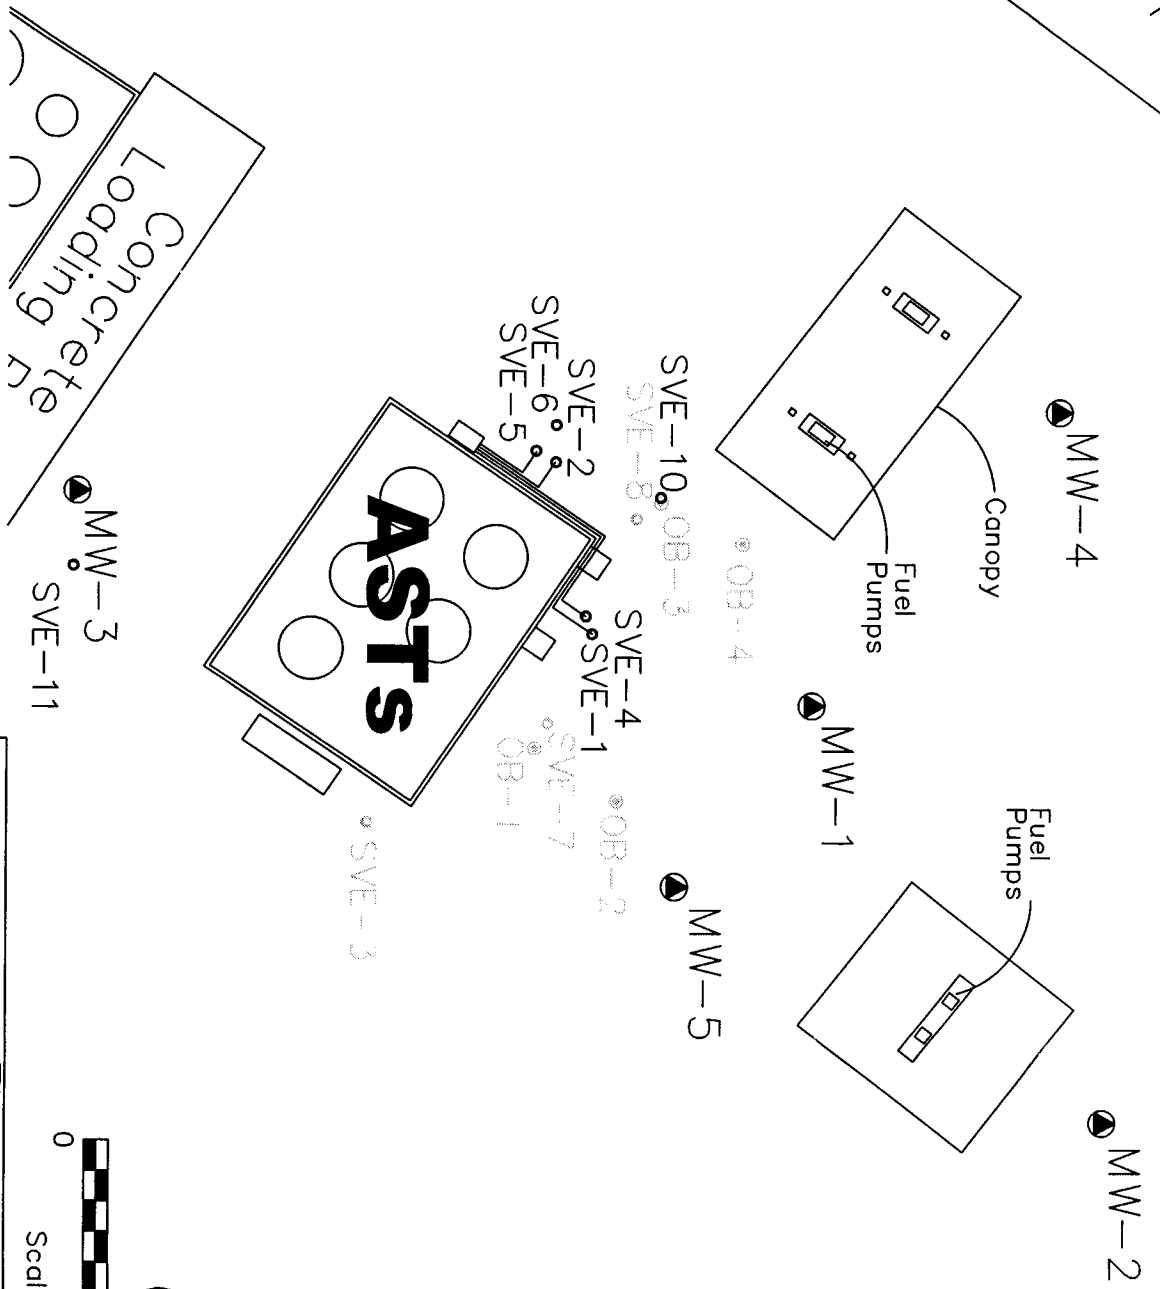 MW-4
Canopy
Fuel
Pumps
MW-2
Fuel
Pumps
MW-1
OB-4
MW-5
SVE-10
OB-3
SVE-8
SVE-4
SVE-1
OB-2
SVE-2
SVE-6
SVE-5
SVE-7
OB-1
ASTs
SVE-3
Concrete
Loading
MW-3
SVE-11
0